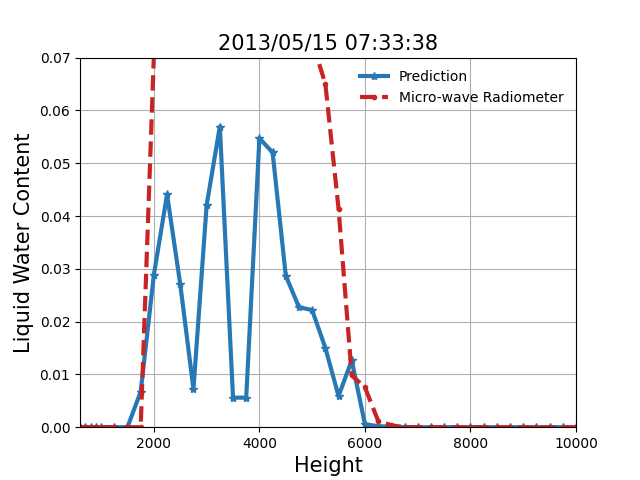 2013/05/15 07:33:38
0.07
0.06
0.05
0.04
0.03
0.02
0.01
0.00
Liquid Water Content
Prediction
Micro-wave Radiometer
2000 4000 6000 8000 10000
Height